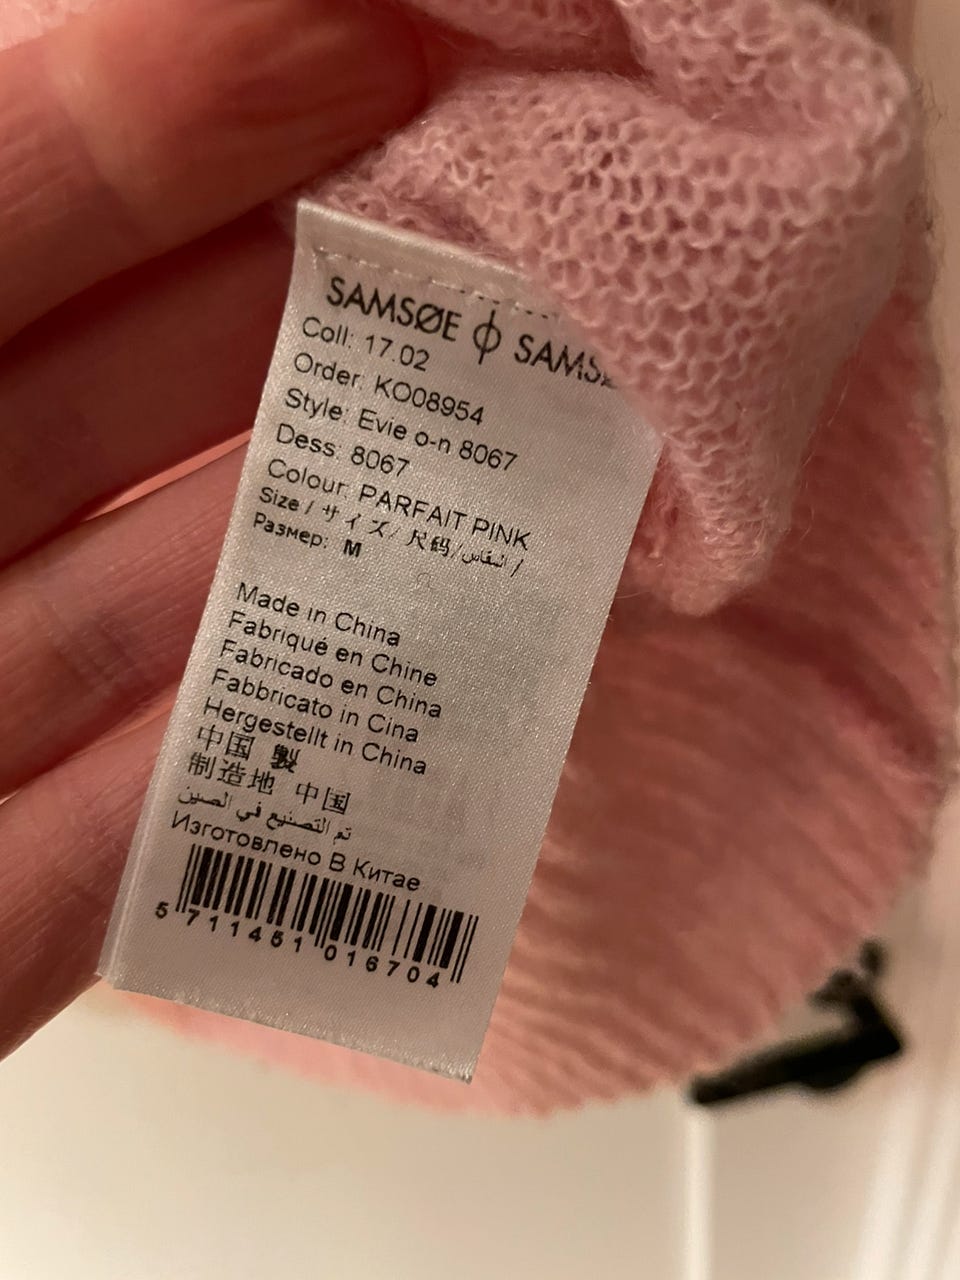 SAMSØE ϕ SAMS
Coll: 17.02
Order: KO08954
Style: Evie o-n 8067
Dess: 8067
Colour: PARFAIT PINK
Size / サイズ/ 尺码/المقاس /
Размер: M
Made in China
Fabriqué en Chine
Fabricado en China
Fabbricato in Cina
Hergestellt in China
中国 製
制造地 中国
تم التصنيع في الصين
Изготовлено В Китае
5 711451 016704